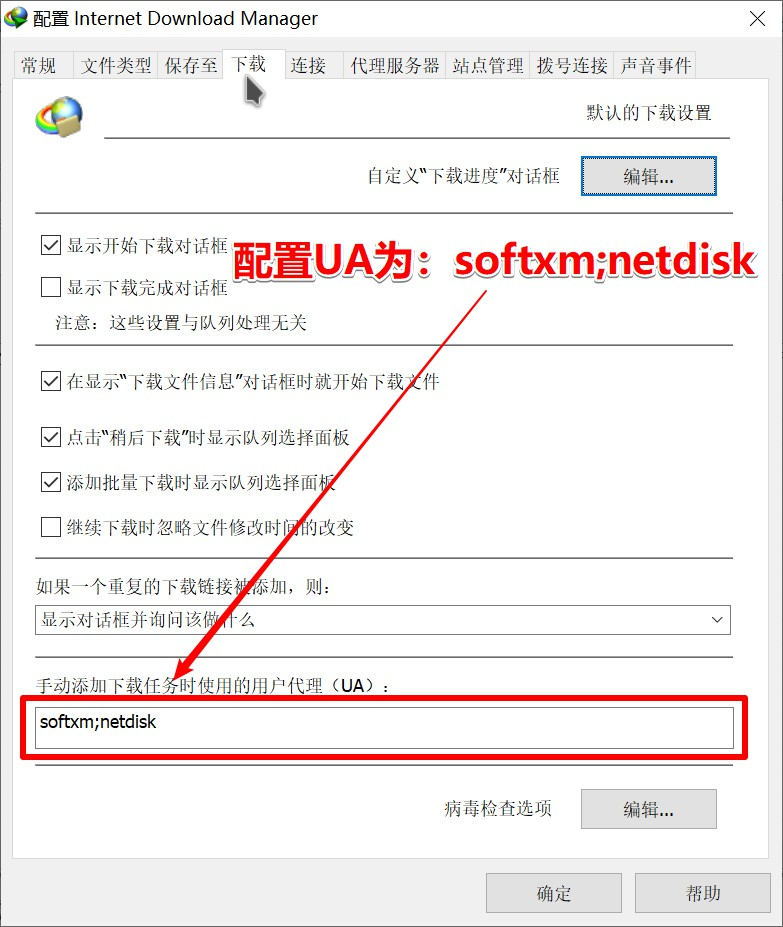 配置 Internet Download Manager
常规 文件类型 保存至 下载 连接 代理服务器 站点管理 拨号连接 声音事件
默认的下载设置
自定义“下载进度”对话框 编辑...
显示开始下载对话框
配置UA为：softxm;netdisk
显示下载完成对话框
注意：这些设置与队列处理无关
在显示“下载文件信息”对话框时就开始下载文件
点击“稍后下载”时显示队列选择面板
添加批量下载时显示队列选择面板
继续下载时忽略文件修改时间的改变
如果一个重复的下载链接被添加，则：
显示对话框并询问该做什么
手动添加下载任务时使用的用户代理（UA）：
softxm;netdisk
病毒检查选项 编辑...
确定 帮助